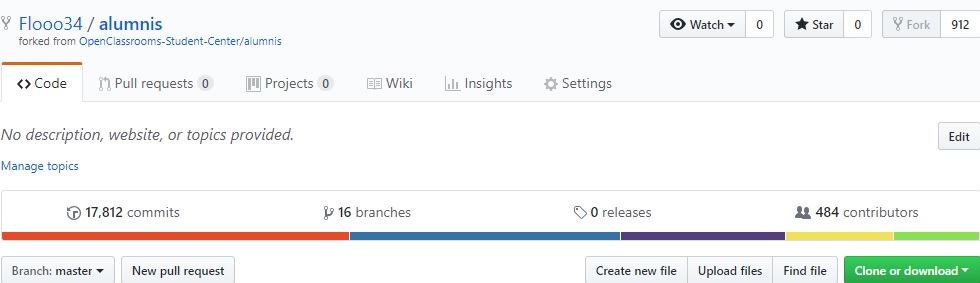 Flooo34 / alumnis Watch 0 Star 0 Fork 912
forked from OpenClassrooms-Student-Center/alumnis
Code Pull requests 0 Projects 0 Wiki Insights Settings
No description, website, or topics provided. Edit
Manage topics
17,812 commits 16 branches 0 releases 484 contributors
Branch: master New pull request Create new file Upload files Find file Clone or download